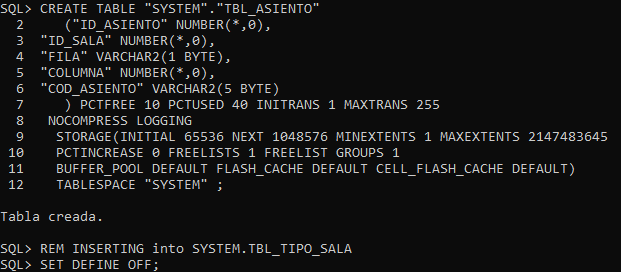 SQL> CREATE TABLE "SYSTEM"."TBL_ASIENTO"
2 ("ID_ASIENTO" NUMBER(*,0),
3 "ID_SALA" NUMBER(*,0),
4 "FILA" VARCHAR2(1 BYTE),
5 "COLUMNA" NUMBER(*,0),
6 "COD_ASIENTO" VARCHAR2(5 BYTE)
7 ) PCTFREE 10 PCTUSED 40 INITRANS 1 MAXTRANS 255
8 NOCOMPRESS LOGGING
9 STORAGE(INITIAL 65536 NEXT 1048576 MINEXTENTS 1 MAXEXTENTS 2147483645
10 PCTINCREASE 0 FREELISTS 1 FREELIST GROUPS 1
11 BUFFER_POOL DEFAULT FLASH_CACHE DEFAULT CELL_FLASH_CACHE DEFAULT)
12 TABLESPACE "SYSTEM" ;
Tabla creada.
SQL> REM INSERTING into SYSTEM.TBL_TIPO_SALA
SQL> SET DEFINE OFF;